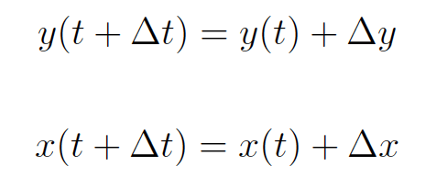 y(t + Δt) = y(t) + Δy
x(t + Δt) = x(t) + Δx